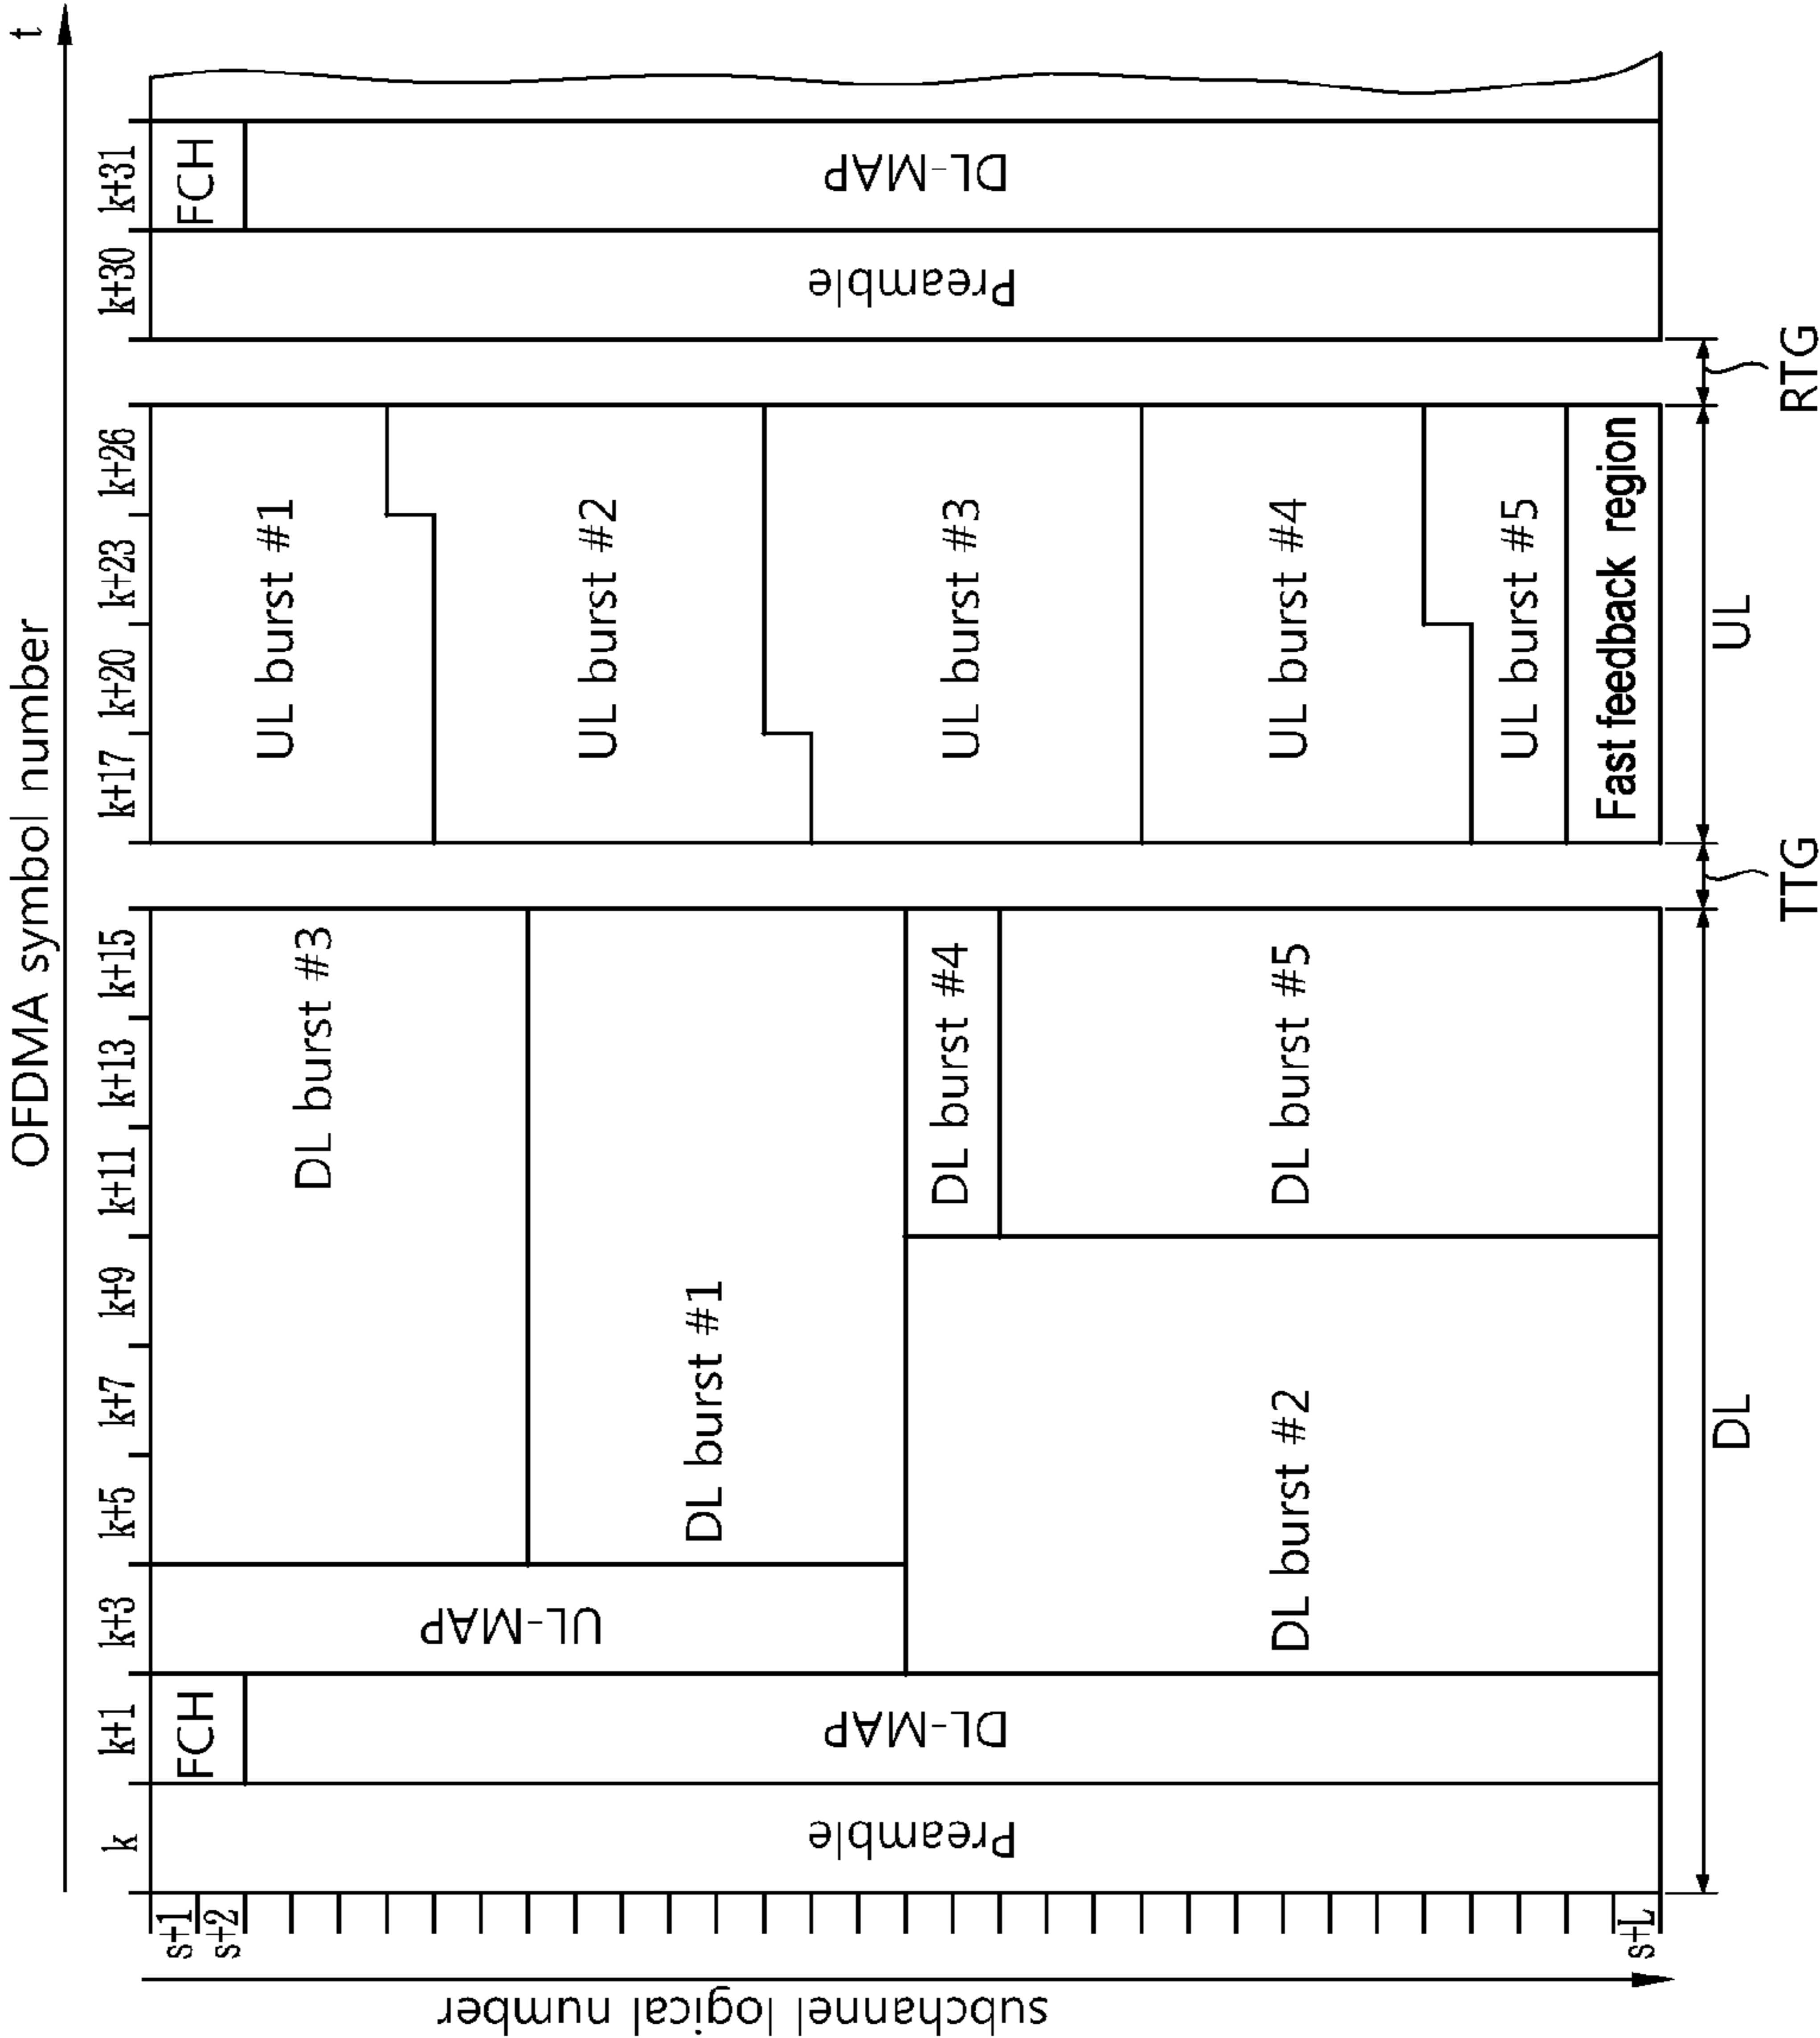 OFDMA symbol number
t
k
k+1
k+3
k+5
k+7
k+9
k+11
k+13
k+15
k+17
k+20
k+23
k+26
k+30
k+31
subchannel logical number
s+1
s+2
s+L
Preamble
FCH
DL-MAP
UL-MAP
DL burst #3
DL burst #1
DL burst #2
DL burst #4
DL burst #5
UL burst #1
UL burst #2
UL burst #3
UL burst #4
UL burst #5
Fast feedback region
Preamble
FCH
DL-MAP
DL
TTG
UL
RTG